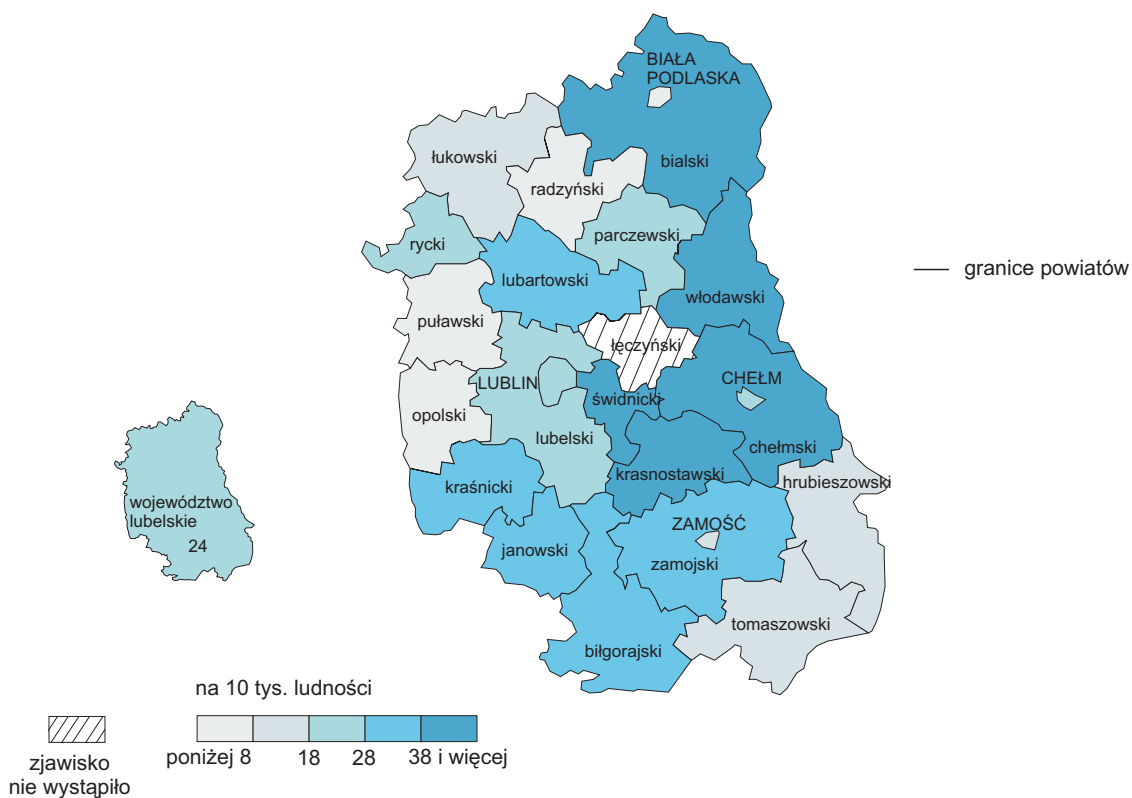 BIAŁA
PODLASKA
łukowski
bialski
radzyński
parczewski
rycki
lubartowski
włodawski
granice powiatów
puławski
łęczyński
LUBLIN
CHEŁM
świdnicki
opolski
lubelski
chełmski
krasnostawski
hrubieszowski
kraśnicki
województwo
lubelskie
24
ZAMOŚĆ
janowski
zamojski
tomaszowski
biłgorajski
na 10 tys. ludności
poniżej 8 18 28 38 i więcej
zjawisko
nie wystąpiło